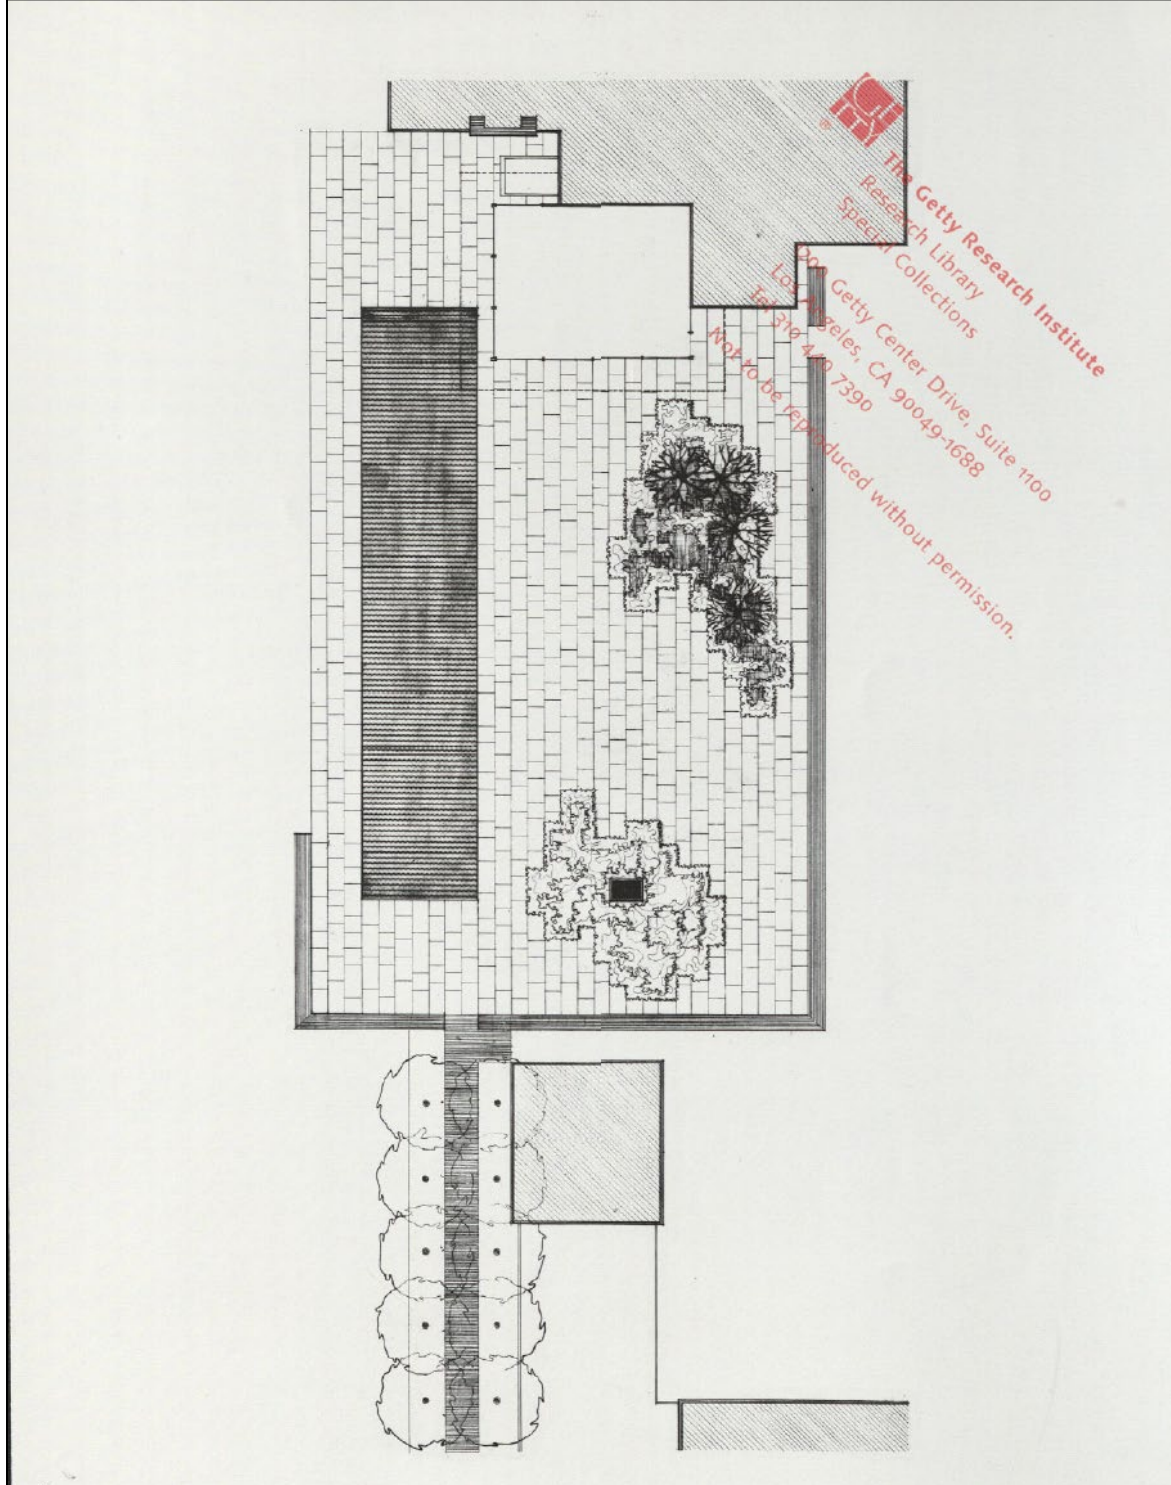 GETTY
®
The Getty Research Institute
Research Library
Special Collections
1200 Getty Center Drive, Suite 1100
Los Angeles, CA 90049-1688
Tel 310 440 7390
Not to be reproduced without permission.